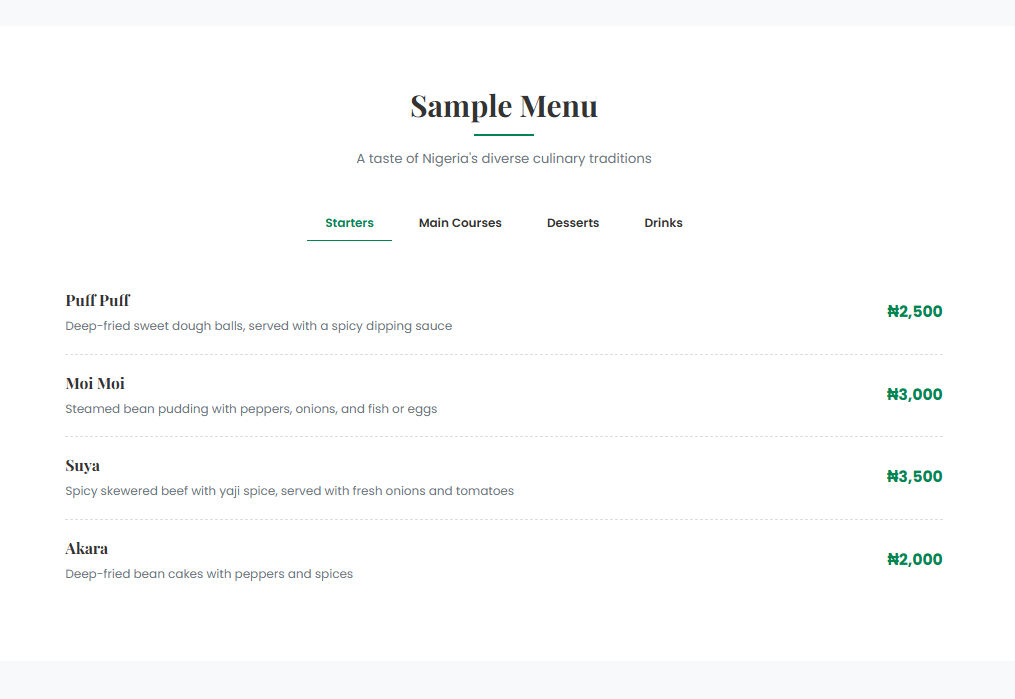 Sample Menu
A taste of Nigeria's diverse culinary traditions
Starters Main Courses Desserts Drinks
Puff Puff
Deep-fried sweet dough balls, served with a spicy dipping sauce
₦2,500
Moi Moi
Steamed bean pudding with peppers, onions, and fish or eggs
₦3,000
Suya
Spicy skewered beef with yaji spice, served with fresh onions and tomatoes
₦3,500
Akara
Deep-fried bean cakes with peppers and spices
₦2,000